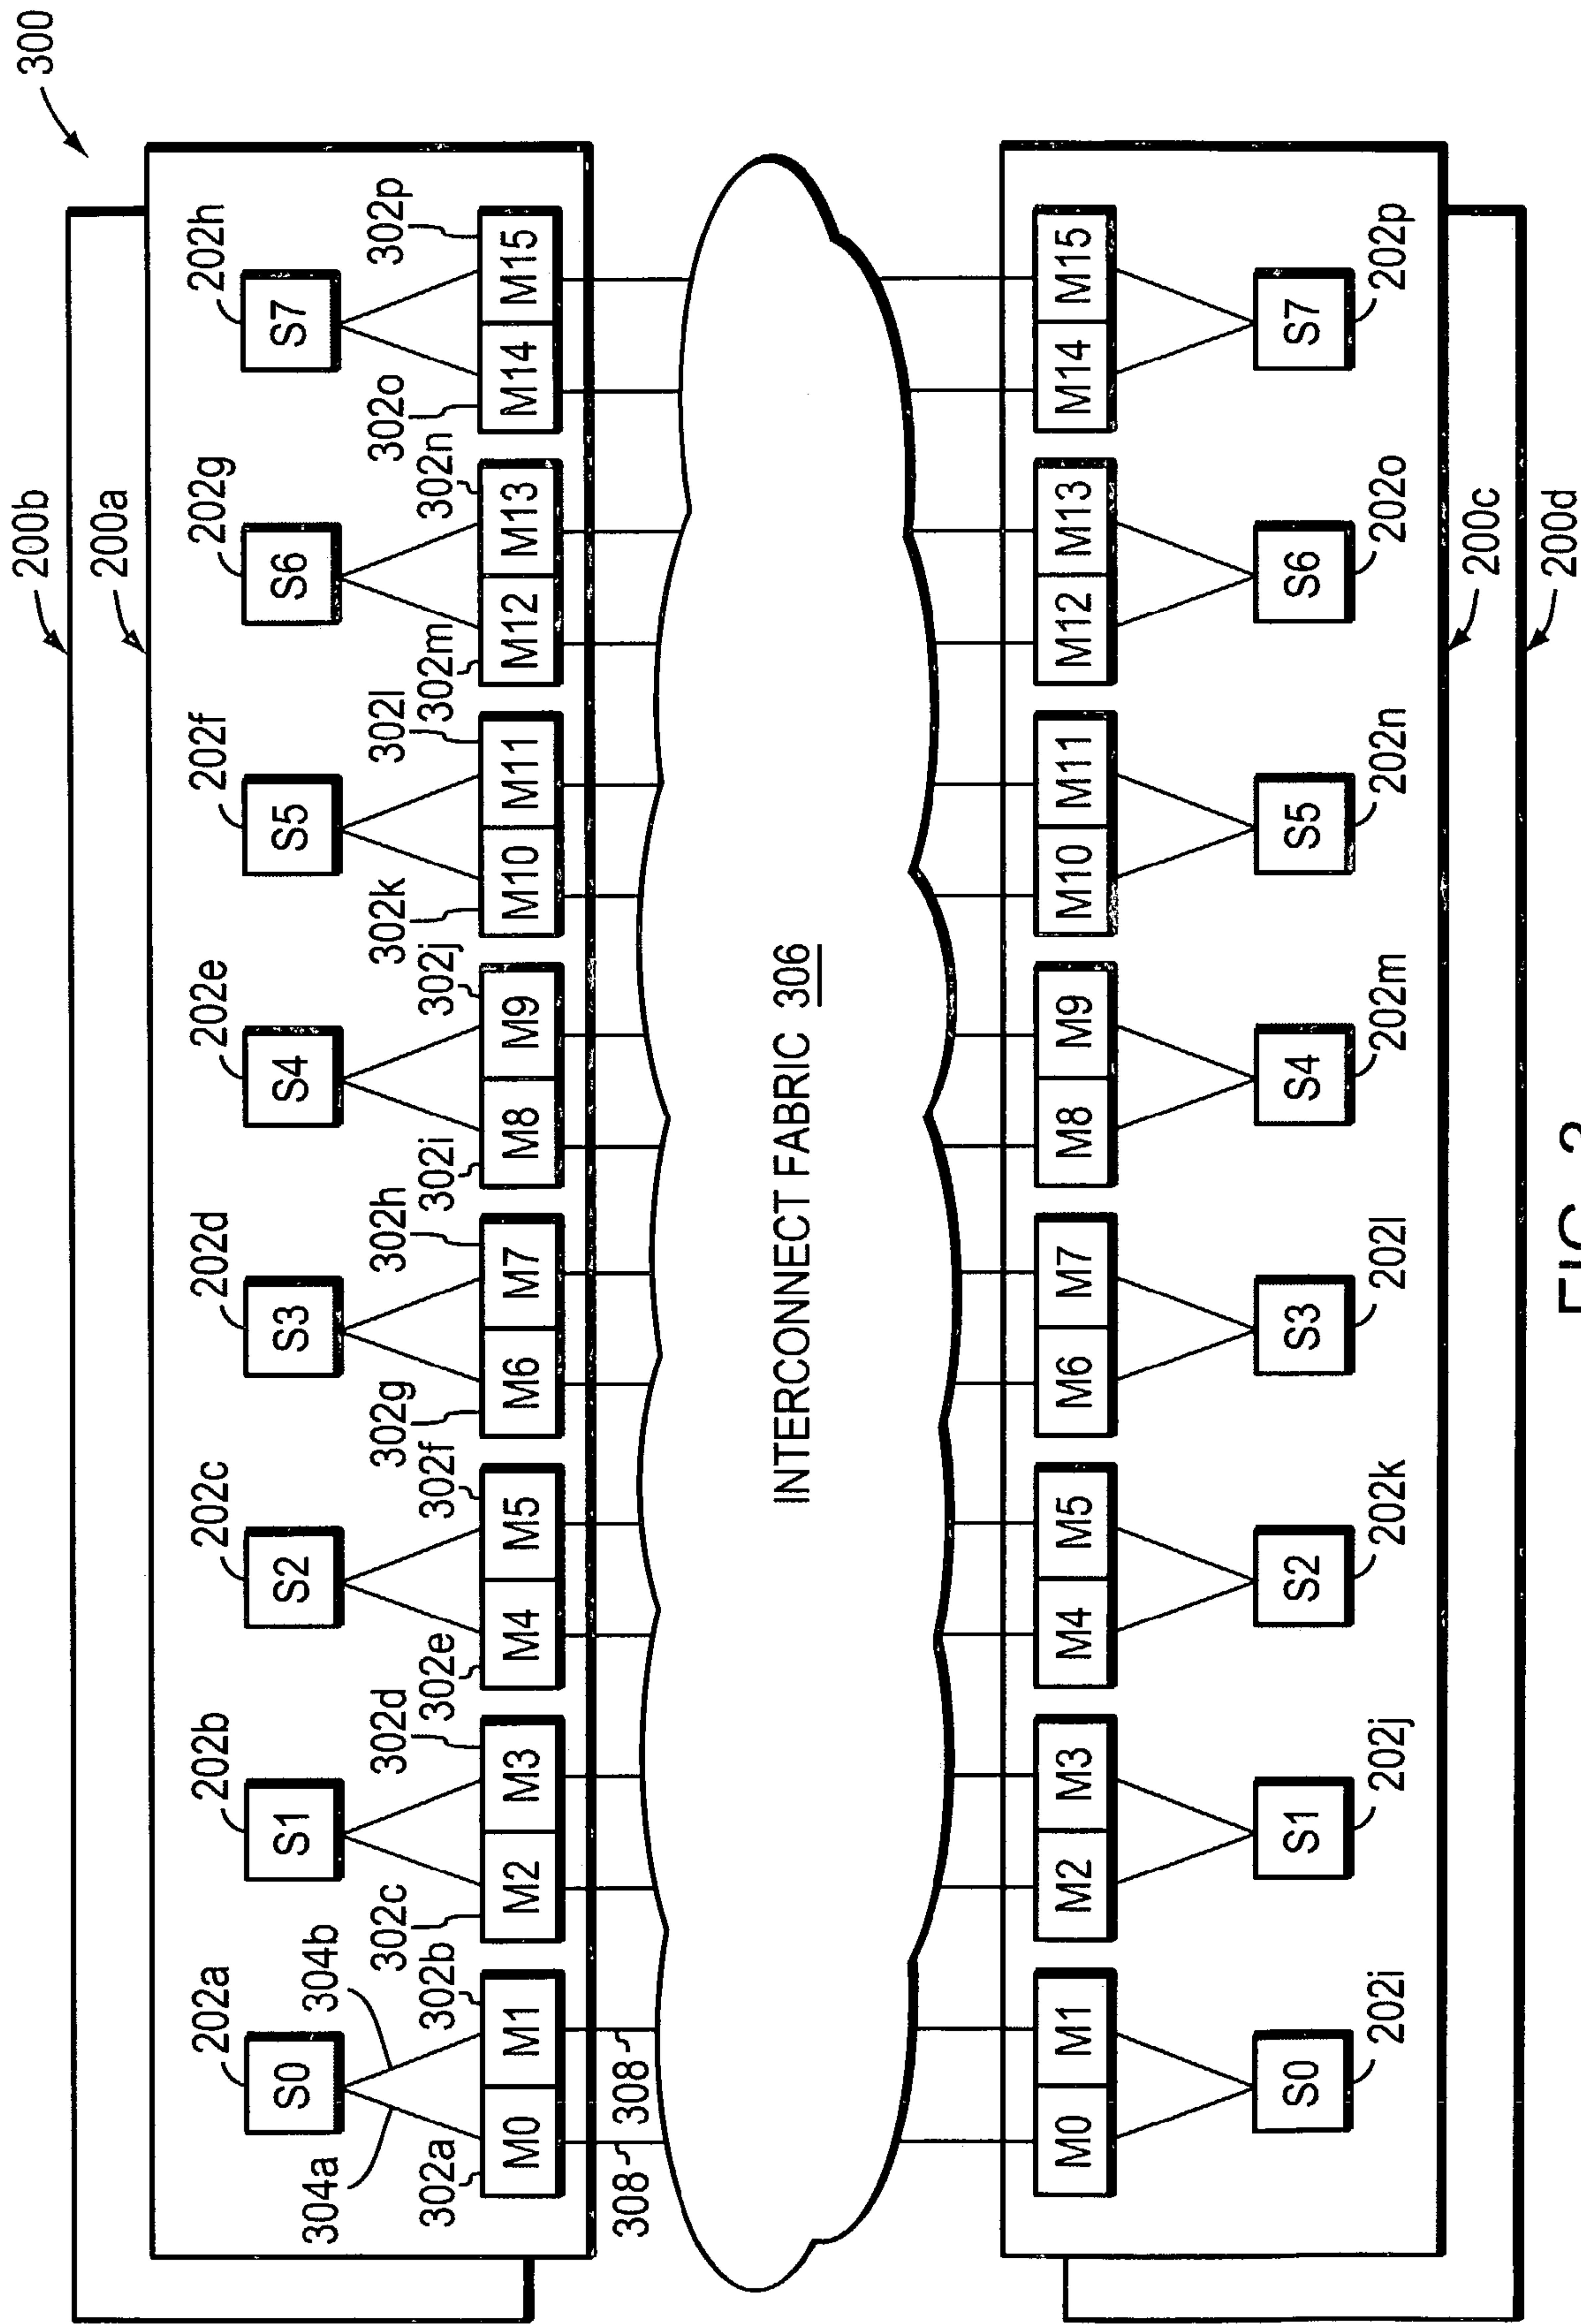 200b 300
200a
202a 202b 202c 202d 202e 202f 202g 202h
S0 S1 S2 S3 S4 S5 S6 S7
304a 304b
302c 302d 302g 302h 302k 302l 302o 302p
302a 302b 302e 302f 302i 302j 302m 302n
M0 M1 M2 M3 M4 M5 M6 M7 M8 M9 M10 M11 M12 M13 M14 M15
308 308
INTERCONNECT FABRIC 306
M0 M1 M2 M3 M4 M5 M6 M7 M8 M9 M10 M11 M12 M13 M14 M15
S0 S1 S2 S3 S4 S5 S6 S7
202i 202j 202k 202l 202m 202n 202o 202p
200c
200d
FIG